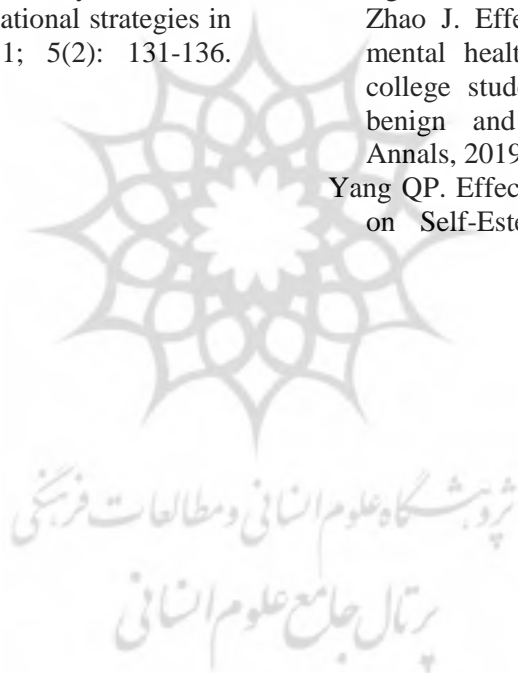 ational strategies in
1; 5(2): 131-136.
Zhao J. Effe
mental healt
college stude
benign and
Annals, 2019
Yang QP. Effec
on Self-Este
پژوهشگاه علوم انسانی و مطالعات فرهنگی
پرتال جامع علوم انسانی